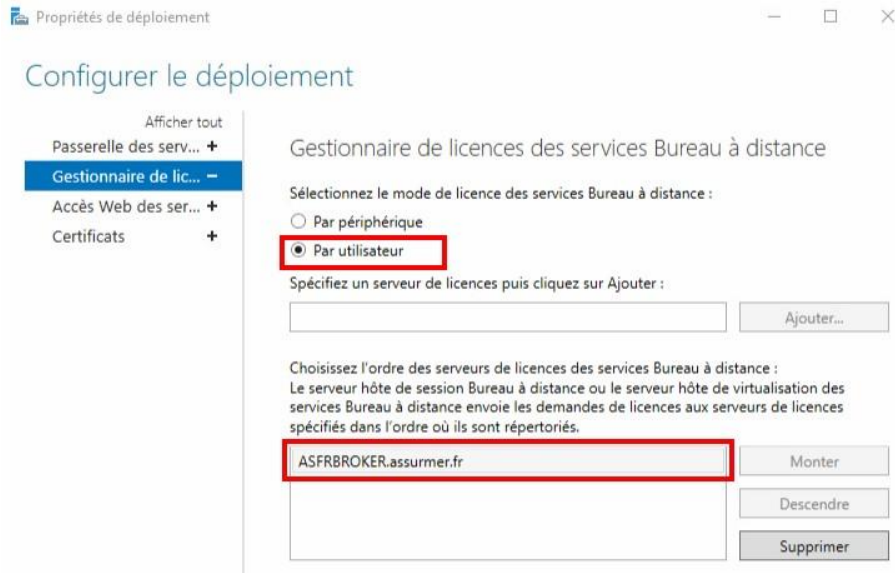 Propriétés de déploiement
Configurer le déploiement
Afficher tout
Passerelle des serv... +
Gestionnaire de lic... –
Accès Web des ser... +
Certificats +
Gestionnaire de licences des services Bureau à distance
Sélectionnez le mode de licence des services Bureau à distance :
Par périphérique
Par utilisateur
Spécifiez un serveur de licences puis cliquez sur Ajouter :
Ajouter...
Choisissez l'ordre des serveurs de licences des services Bureau à distance :
Le serveur hôte de session Bureau à distance ou le serveur hôte de virtualisation des
services Bureau à distance envoie les demandes de licences aux serveurs de licences
spécifiés dans l'ordre où ils sont répertoriés.
ASFRBROKER.assurmer.fr
Monter
Descendre
Supprimer